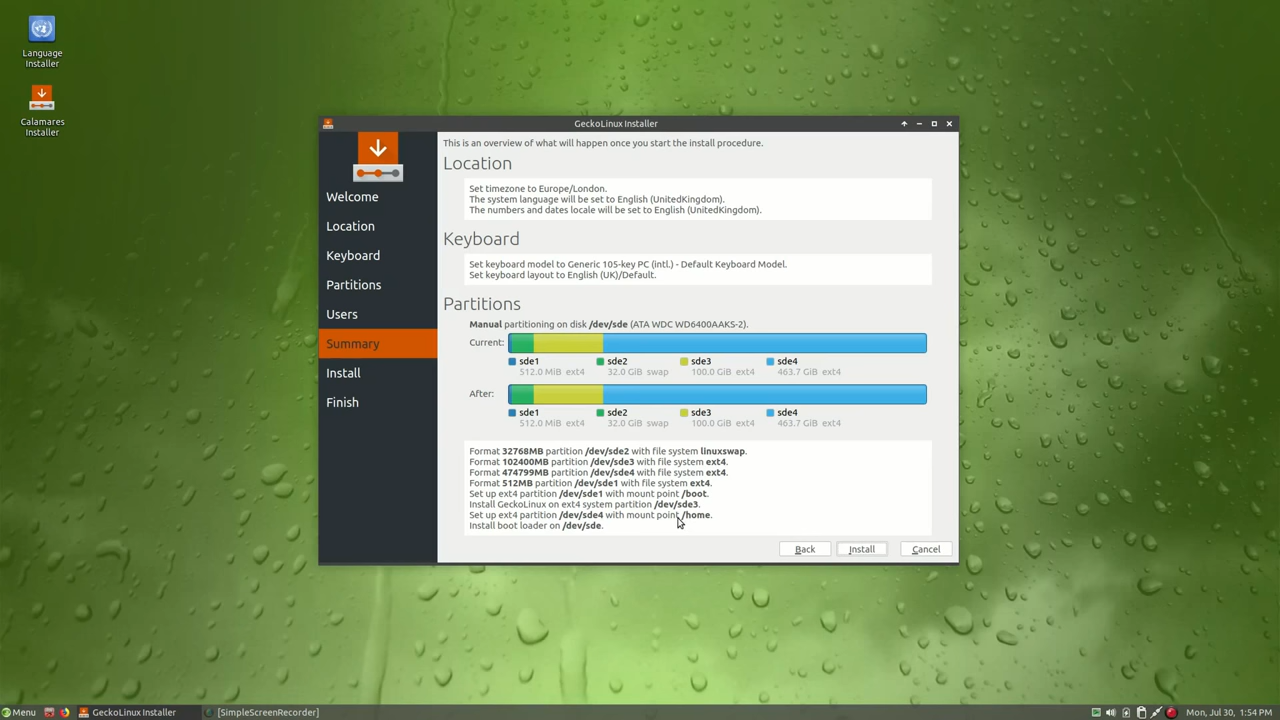 Language
Installer
Calamares
Installer
GeckoLinux Installer
Welcome
Location
Keyboard
Partitions
Users
Summary
Install
Finish
This is an overview of what will happen once you start the install procedure.
Location
Set timezone to Europe/London.
The system language will be set to English (UnitedKingdom).
The numbers and dates locale will be set to English (UnitedKingdom).
Keyboard
Set keyboard model to Generic 105-key PC (intl.) - Default Keyboard Model.
Set keyboard layout to English (UK)/Default.
Partitions
Manual partitioning on disk /dev/sde (ATA WDC WD6400AAKS-2).
Current:
sde1 sde2 sde3 sde4
512.0 MiB ext4 32.0 GiB swap 100.0 GiB ext4 463.7 GiB ext4
After:
sde1 sde2 sde3 sde4
512.0 MiB ext4 32.0 GiB swap 100.0 GiB ext4 463.7 GiB ext4
Format 32768MB partition /dev/sde2 with file system linuxswap.
Format 102400MB partition /dev/sde3 with file system ext4.
Format 474799MB partition /dev/sde4 with file system ext4.
Format 512MB partition /dev/sde1 with file system ext4.
Set up ext4 partition /dev/sde1 with mount point /boot.
Install GeckoLinux on ext4 system partition /dev/sde3.
Set up ext4 partition /dev/sde4 with mount point /home.
Install boot loader on /dev/sde.
Back Install Cancel
Menu GeckoLinux Installer [SimpleScreenRecorder] Mon, Jul 30, 1:54 PM